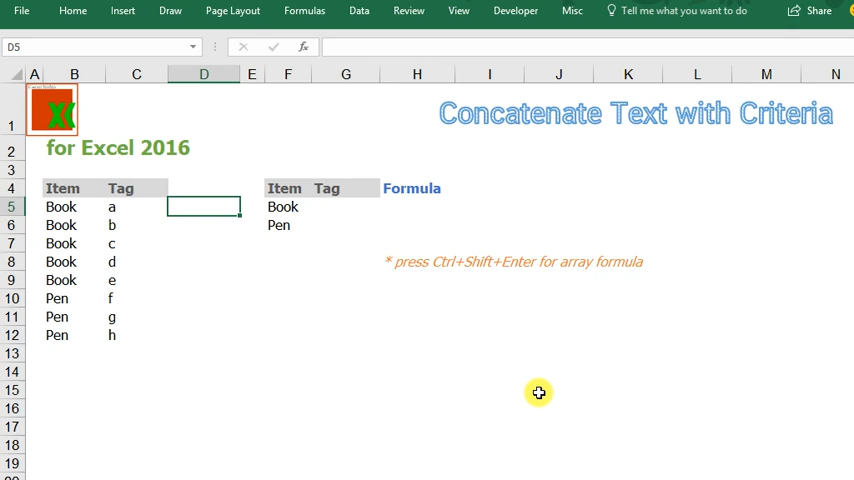 File Home Insert Draw Page Layout Formulas Data Review View Developer Misc Tell me what you want to do Share
D5 fx
A B C D E F G H I J K L M N
1 Concatenate Text with Criteria
2 for Excel 2016
3
4 Item Tag Item Tag Formula
5 Book a Book
6 Book b Pen
7 Book c
8 Book d * press Ctrl+Shift+Enter for array formula
9 Book e
10 Pen f
11 Pen g
12 Pen h
13
14
15
16
17
18
19